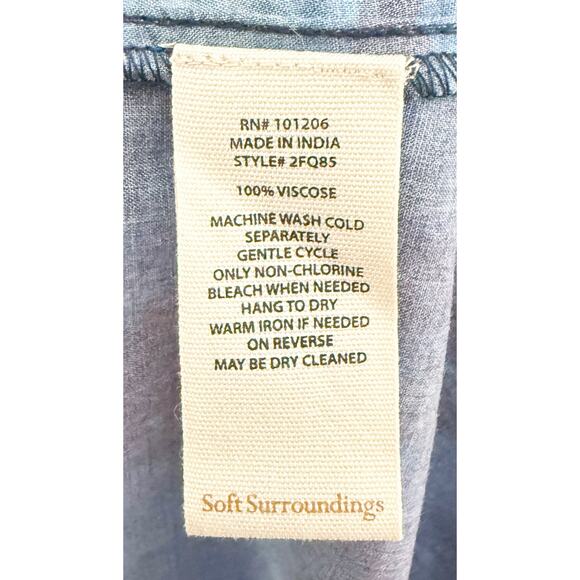 RN# 101206
MADE IN INDIA
STYLE# 2FQ85
100% VISCOSE
MACHINE WASH COLD
SEPARATELY
GENTLE CYCLE
ONLY NON-CHLORINE
BLEACH WHEN NEEDED
HANG TO DRY
WARM IRON IF NEEDED
ON REVERSE
MAY BE DRY CLEANED
Soft Surroundings